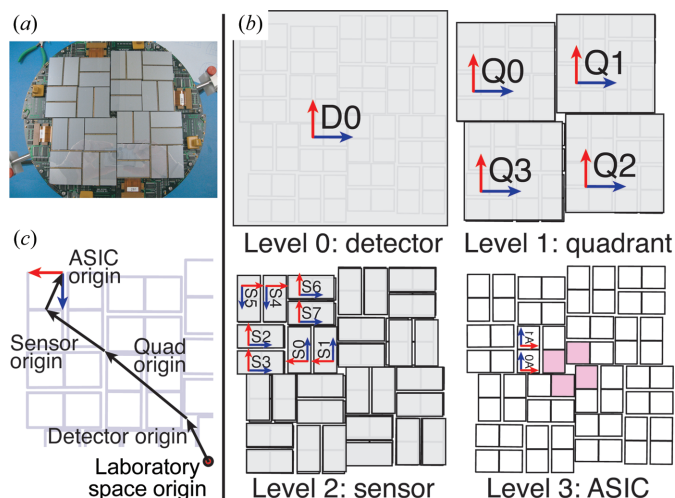 (a)
(b)
D0
Level 0: detector
Q0
Q1
Q3
Q2
Level 1: quadrant
(c)
ASIC
origin
Sensor
origin
Quad
origin
Detector origin
Laboratory
space origin
S5
S4
S6
S7
S2
S3
S0
S1
Level 2: sensor
A1
A0
Level 3: ASIC